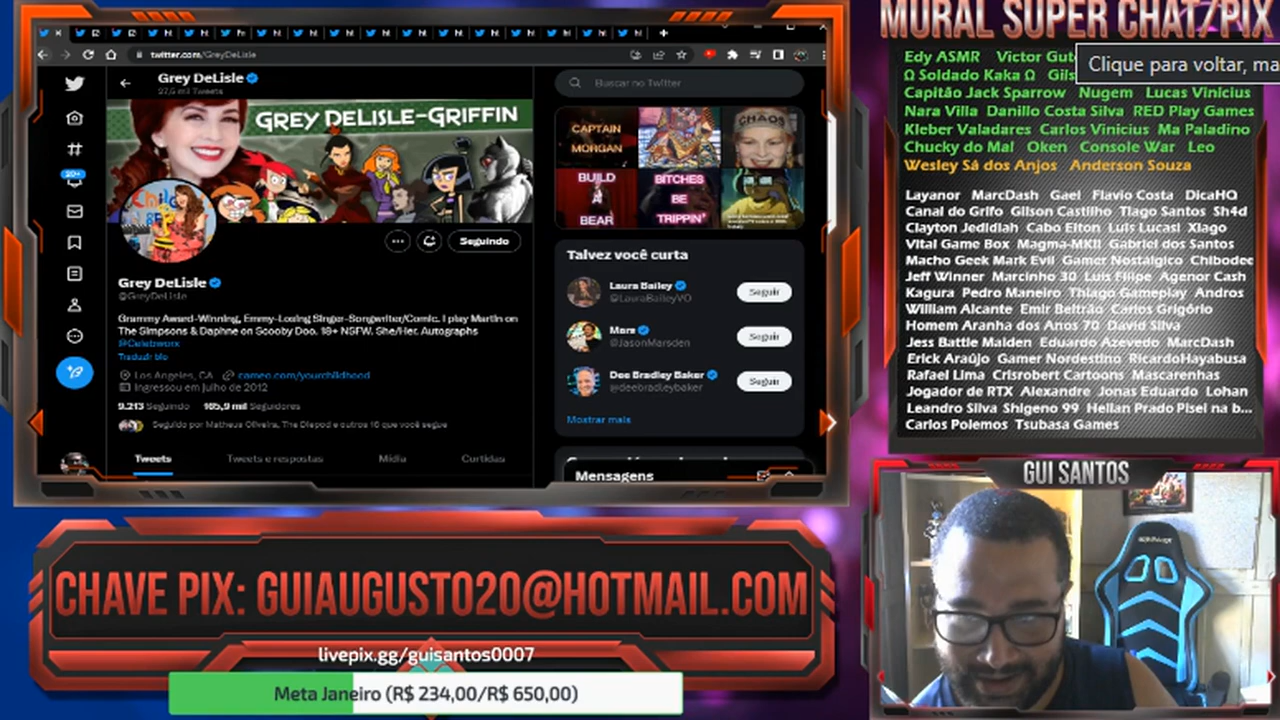 twitter.com/GreyDeLisle
Grey DeLisle
27,5 mil Tweets
Buscar no Twitter
GREY DELISLE-GRIFFIN
CAPTAIN
MORGAN
CHAOS
BUILD
A
BEAR
BITCHES
BE
TRIPPIN'
20+
Seguindo
Grey DeLisle
@GreyDeLisle
Grammy Award-Winning, Emmy-Losing Singer-Songwriter/Comic. I play Martin on
The Simpsons & Daphne on Scooby Doo. 18+ NSFW. She/Her. Autographs
@Celebworx
Traduzir bio
Los Angeles, CA cameo.com/yourchildhood
Ingressou em julho de 2012
9.213 Seguindo 165,9 mil Seguidores
Seguido por Matheus Oliveira, The Diepod e outros 16 que você segue
Tweets Tweets e respostas Mídia Curtidas
Talvez você curta
Laura Bailey
@LauraBaileyVO
Seguir
Mars
@JasonMarsden
Seguir
Dee Bradley Baker
@deebradleybaker
Seguir
Mostrar mais
Mensagens
MURAL SUPER CHAT/PIX
Edy ASMR Victor
Clique para voltar, ma
Ω Soldado Kaka Ω
Capitão Jack Sparrow Nugem Lucas Vinicius
Nara Villa Danillo Costa Silva RED Play Games
Kleber Valadares Carlos Vinicius Ma Paladino
Chucky do Mal Oken Console War Leo
Wesley Sá dos Anjos Anderson Souza
Layanor MarcDash Gael Flavio Costa DicaHQ
Canal do Grifo Gilson Castilho Tiago Santos Sh4d
Clayton Jedidiah Cabo Elton Luis Lucasl Xiago
Vital Game Box Magma-MKII Gabriel dos Santos
Macho Geek Mark Evil Gamer Nostálgico Chibodee
Jeff Winner Marcinho 30 Luis Filipe Agenor Cash
Kagura Pedro Maneiro Thiago Gameplay Andros
William Alcante Emir Beltrão Carlos Grigório
Homem Aranha dos Anos 70 David Silva
Jess Battle Maiden Eduardo Azevedo MarcDash
Erick Araújo Gamer Nordestino RicardoHayabusa
Rafael Lima Crisrobert Cartoons Mascarenhas
Jogador de RTX Alexandre Jonas Eduardo Lohan
Leandro Silva Shigeno 99 Hellan Prado Pisei na b...
Carlos Polemos Tsubasa Games
GUI SANTOS
CHAVE PIX: GUIAUGUSTO20@HOTMAIL.COM
livepix.gg/guisantos0007
Meta Janeiro (R$ 234,00/R$ 650,00)